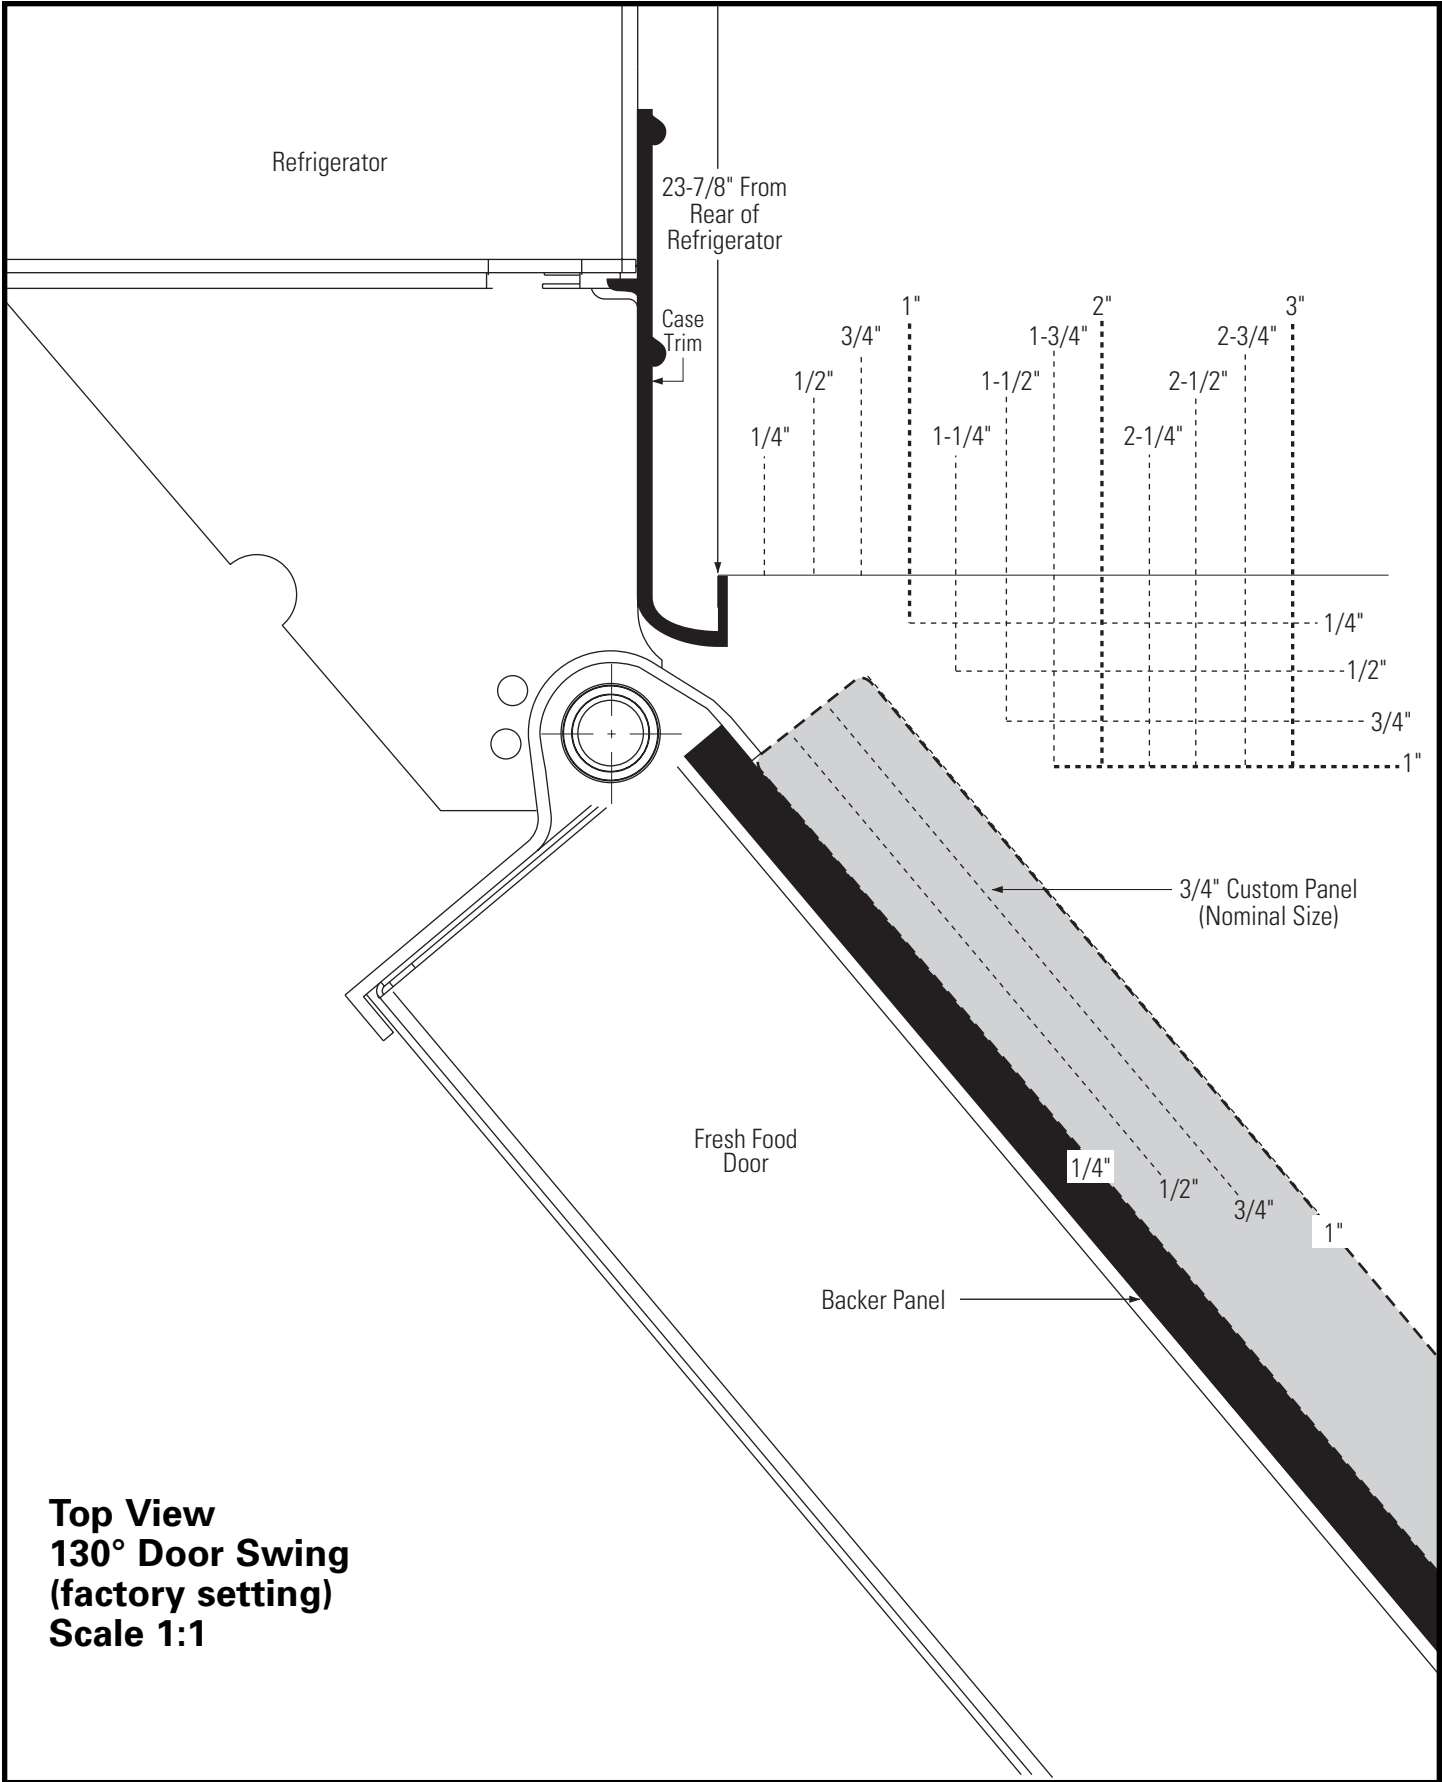 Refrigerator
23-7/8" From
Rear of
Refrigerator
Case
Trim
1/4"
1/2"
3/4"
1"
1-1/4"
1-1/2"
1-3/4"
2"
2-1/4"
2-1/2"
2-3/4"
3"
1/4"
1/2"
3/4"
1"
3/4" Custom Panel
(Nominal Size)
Fresh Food
Door
1/4"
1/2"
3/4"
1"
Backer Panel
Top View
130° Door Swing
(factory setting)
Scale 1:1